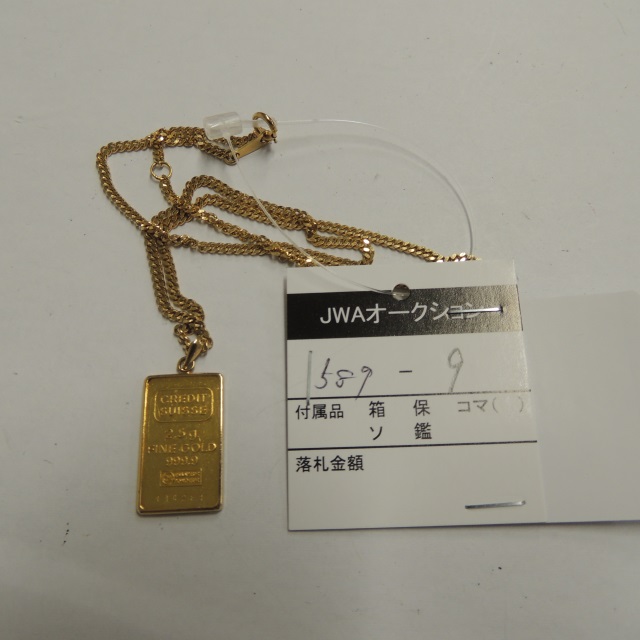 CREDIT
SUISSE
2.5g
FINE GOLD
999.9
JWAオークション
1589 - 9
付属品 箱 保 コマ( )
ソ 鑑
落札金額